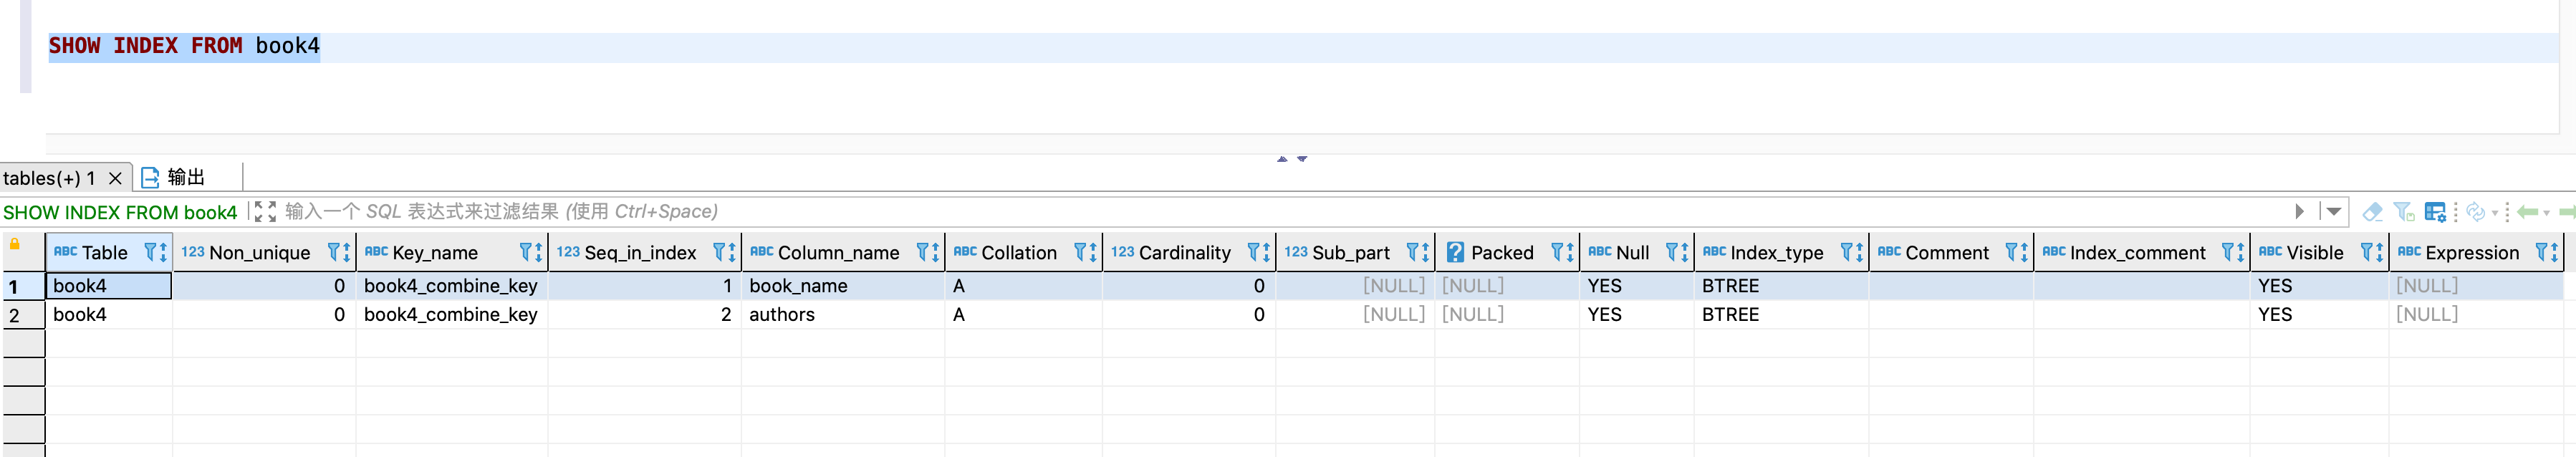 SHOW INDEX FROM book4
tables(+) 1 输出
SHOW INDEX FROM book4 输入一个 SQL 表达式来过滤结果 (使用 Ctrl+Space)
ABC Table 123 Non_unique ABC Key_name 123 Seq_in_index ABC Column_name ABC Collation 123 Cardinality 123 Sub_part ? Packed ABC Null ABC Index_type ABC Comment ABC Index_comment ABC Visible ABC Expression
1 book4 0 book4_combine_key 1 book_name A 0 [NULL] [NULL] YES BTREE YES [NULL]
2 book4 0 book4_combine_key 2 authors A 0 [NULL] [NULL] YES BTREE YES [NULL]